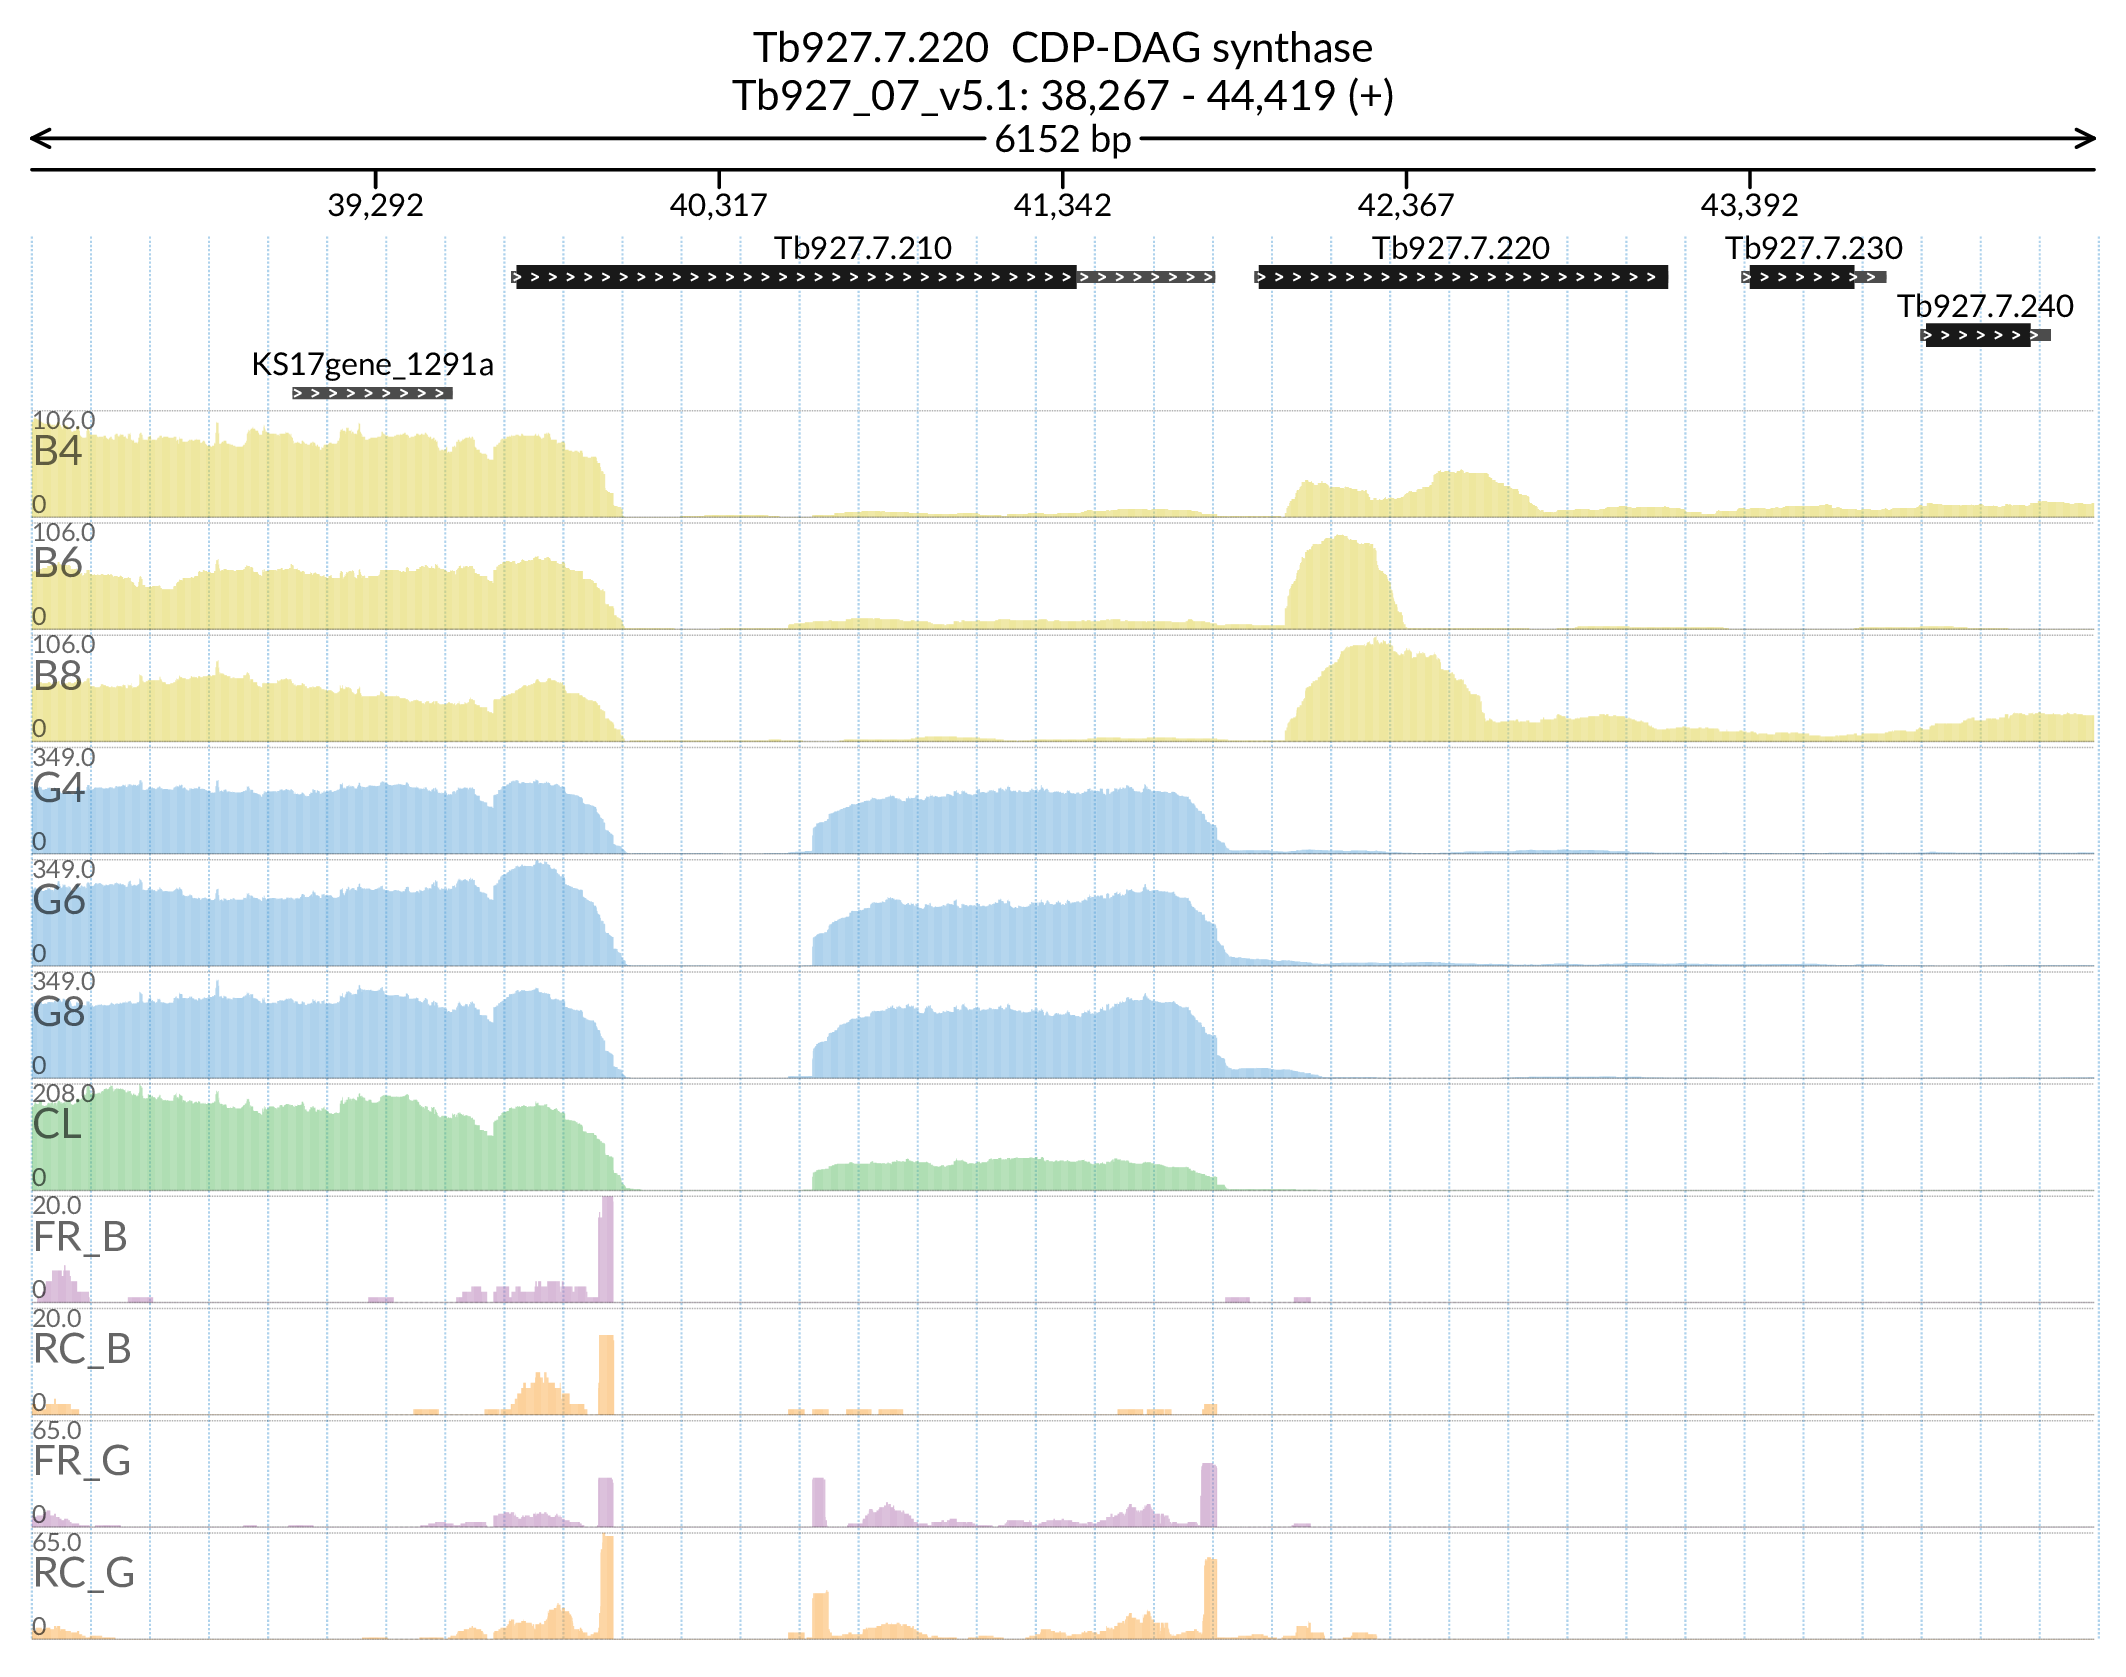 Tb927.7.220  CDP-DAG synthase
Tb927_07_v5.1: 38,267 - 44,419 (+)
6152 bp
39,292 40,317 41,342 42,367 43,392
Tb927.7.210 Tb927.7.220 Tb927.7.230
Tb927.7.240
KS17gene_1291a
106.0
B4
0
106.0
B6
0
106.0
B8
0
349.0
G4
0
349.0
G6
0
349.0
G8
0
208.0
CL
0
20.0
FR_B
0
20.0
RC_B
0
65.0
FR_G
0
65.0
RC_G
0